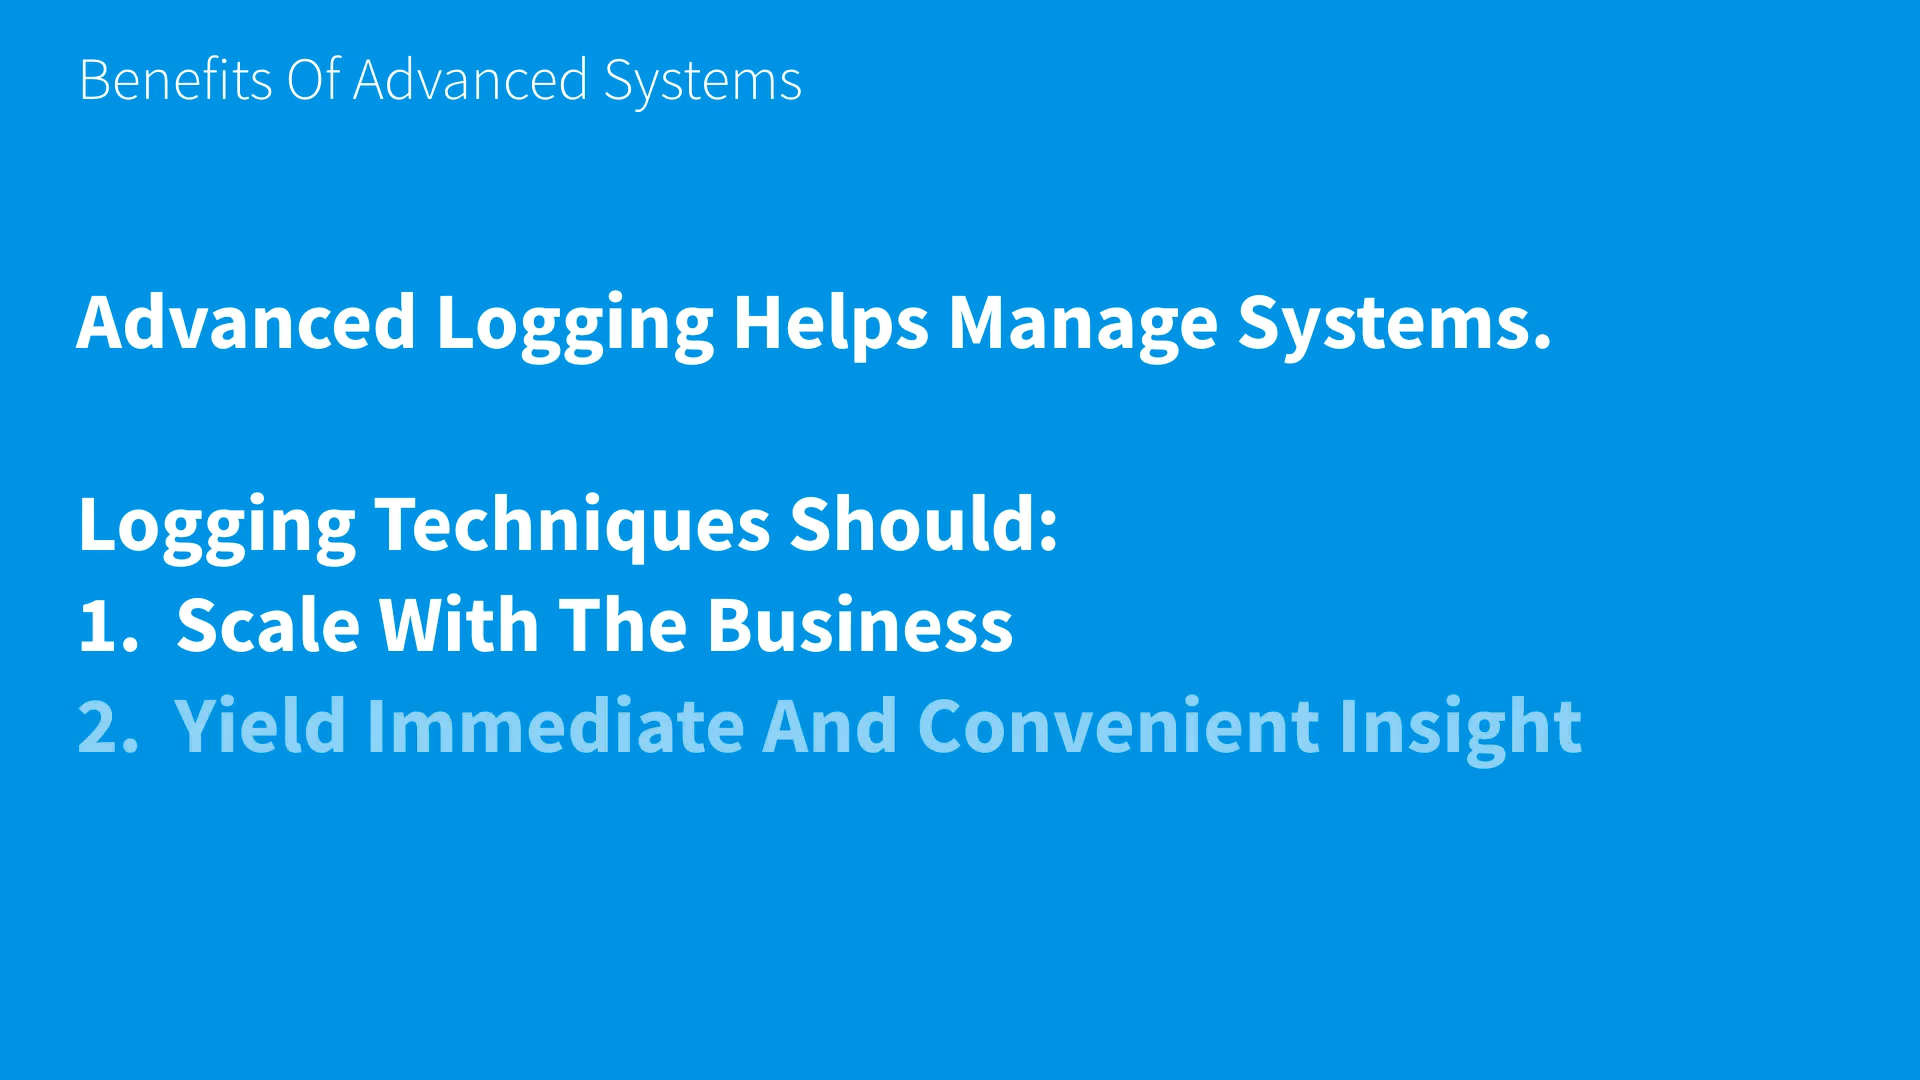 Benefits Of Advanced Systems
Advanced Logging Helps Manage Systems.
Logging Techniques Should:
1. Scale With The Business
2. Yield Immediate And Convenient Insight